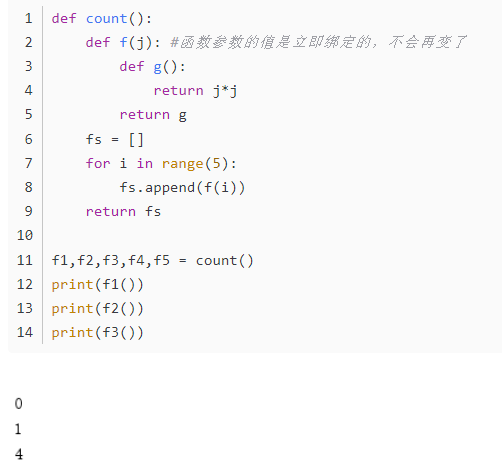 1 def count():
2     def f(j): #函数参数的值是立即绑定的，不会再变了
3         def g():
4             return j*j
5         return g
6     fs = []
7     for i in range(5):
8         fs.append(f(i))
9     return fs
10
11 f1,f2,f3,f4,f5 = count()
12 print(f1())
13 print(f2())
14 print(f3())
0
1
4